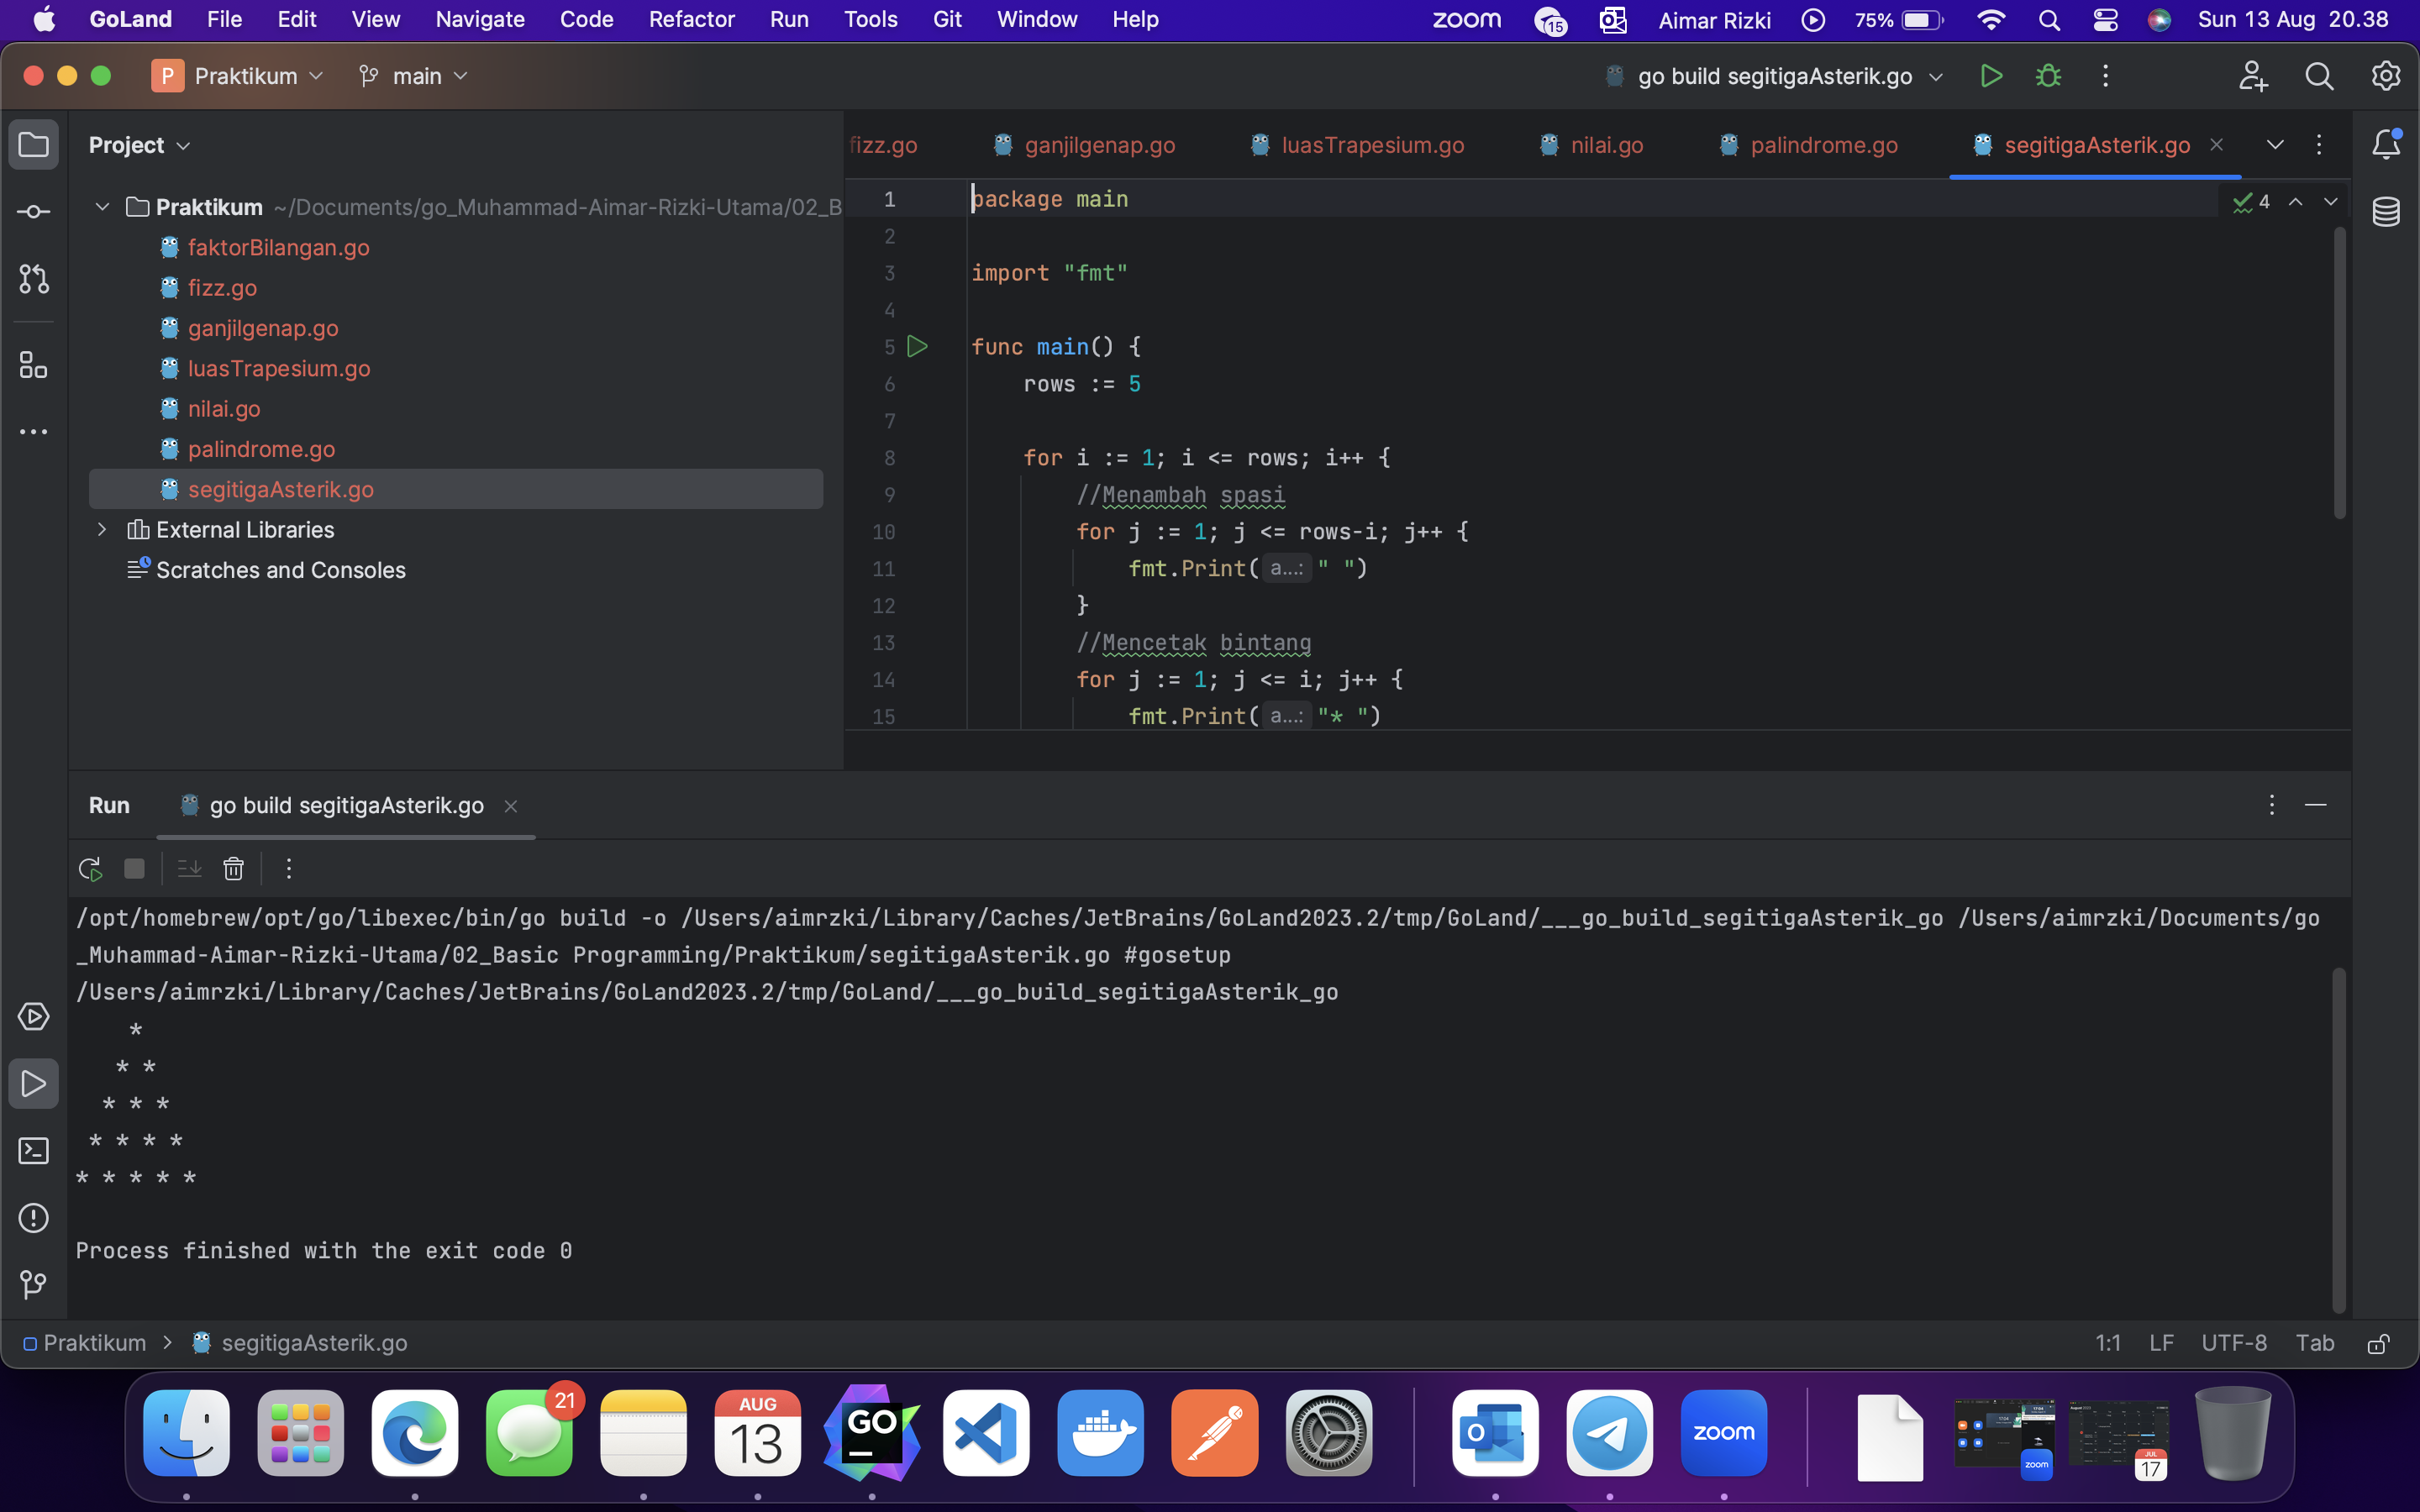 GoLand File Edit View Navigate Code Refactor Run Tools Git Window Help zoom 15 Aimar Rizki 75% Sun 13 Aug 20.38
P Praktikum main go build segitigaAsterik.go
Project
fizz.go ganjilgenap.go luasTrapesium.go nilai.go palindrome.go segitigaAsterik.go
Praktikum ~/Documents/go_Muhammad-Aimar-Rizki-Utama/02_B
faktorBilangan.go
fizz.go
ganjilgenap.go
luasTrapesium.go
nilai.go
palindrome.go
segitigaAsterik.go
External Libraries
Scratches and Consoles
4
1 package main
2
3 import "fmt"
4
5 func main() {
6 rows := 5
7
8 for i := 1; i <= rows; i++ {
9 //Menambah spasi
10 for j := 1; j <= rows-i; j++ {
11 fmt.Print( a...: " ")
12 }
13 //Mencetak bintang
14 for j := 1; j <= i; j++ {
15 fmt.Print( a...: "* ")
Run go build segitigaAsterik.go
/opt/homebrew/opt/go/libexec/bin/go build -o /Users/aimrzki/Library/Caches/JetBrains/GoLand2023.2/tmp/GoLand/___go_build_segitigaAsterik_go /Users/aimrzki/Documents/go
_Muhammad-Aimar-Rizki-Utama/02_Basic Programming/Praktikum/segitigaAsterik.go #gosetup
/Users/aimrzki/Library/Caches/JetBrains/GoLand2023.2/tmp/GoLand/___go_build_segitigaAsterik_go
*
* *
* * *
* * * *
* * * * *
Process finished with the exit code 0
Praktikum > segitigaAsterik.go 1:1 LF UTF-8 Tab
21
AUG
13
GO
O
zoom
17:04
zoom
JUL
17